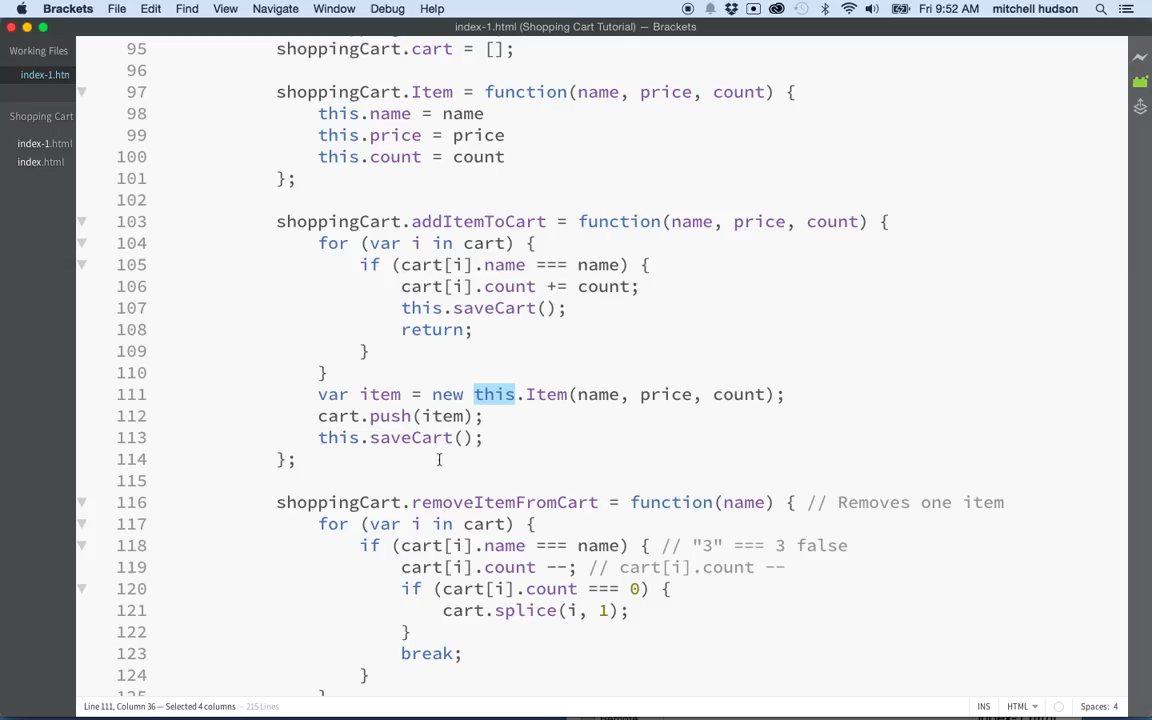 Brackets File Edit Find View Navigate Window Debug Help Fri 9:52 AM mitchell hudson
index-1.html (Shopping Cart Tutorial) — Brackets
Working Files
index-1.htm
Shopping Cart
index-1.html
index.html
95 shoppingCart.cart = [];
96
97 shoppingCart.Item = function(name, price, count) {
98 this.name = name
99 this.price = price
100 this.count = count
101 };
102
103 shoppingCart.addItemToCart = function(name, price, count) {
104 for (var i in cart) {
105 if (cart[i].name === name) {
106 cart[i].count += count;
107 this.saveCart();
108 return;
109 }
110 }
111 var item = new this.Item(name, price, count);
112 cart.push(item);
113 this.saveCart();
114 };
115
116 shoppingCart.removeItemFromCart = function(name) { // Removes one item
117 for (var i in cart) {
118 if (cart[i].name === name) { // "3" === 3 false
119 cart[i].count --; // cart[i].count --
120 if (cart[i].count === 0) {
121 cart.splice(i, 1);
122 }
123 break;
124 }
125 }
Line 111, Column 36 — Selected 4 columns — 215 Lines INS HTML Spaces: 4